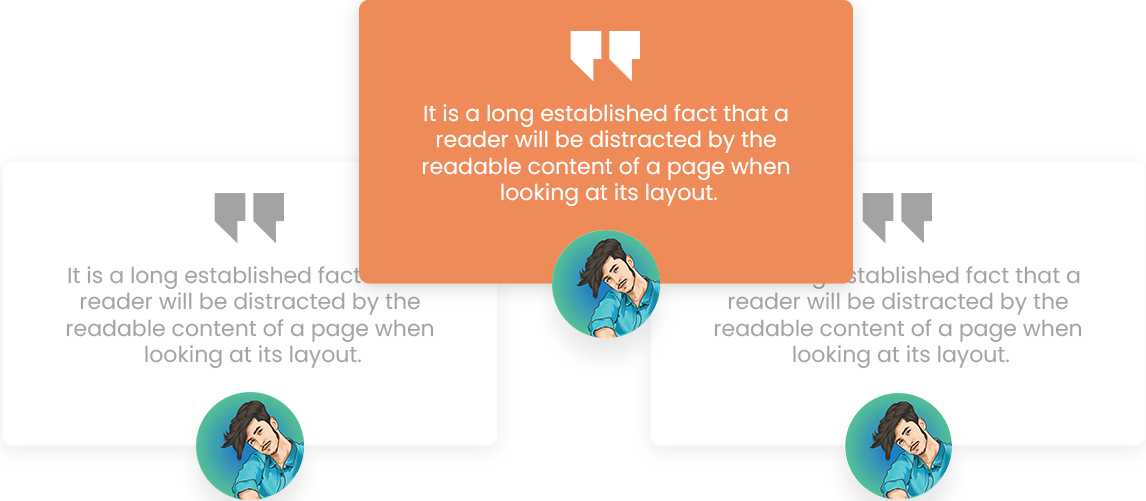 It is a long established fact that a
reader will be distracted by the
readable content of a page when
looking at its layout.
It is a long established fact
reader will be distracted by the
readable content of a page when
looking at its layout.
stablished fact that a
reader will be distracted by the
readable content of a page when
looking at its layout.